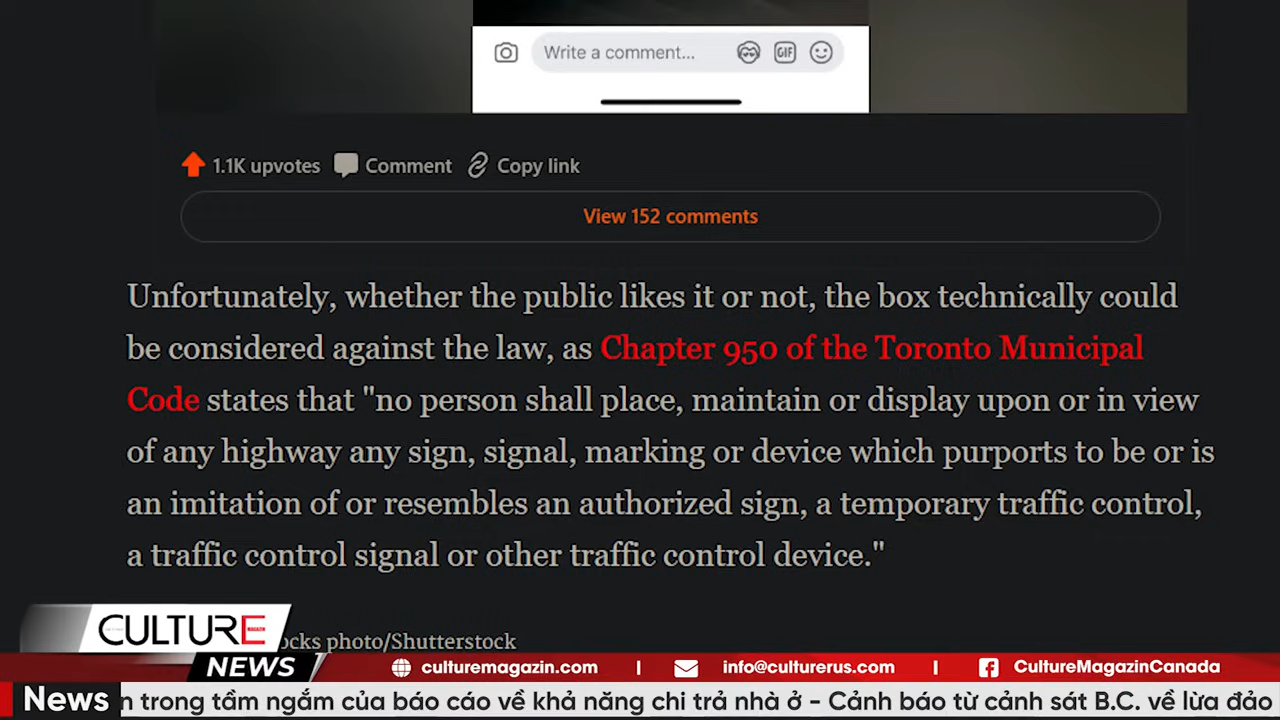 Write a comment... GIF
1.1K upvotes Comment Copy link
View 152 comments
Unfortunately, whether the public likes it or not, the box technically could
be considered against the law, as Chapter 950 of the Toronto Municipal
Code states that "no person shall place, maintain or display upon or in view
of any highway any sign, signal, marking or device which purports to be or is
an imitation of or resembles an authorized sign, a temporary traffic control,
a traffic control signal or other traffic control device."
photo/Shutterstock
CULTURE
MAGAZIN
NEWS
culturemagazin.com | info@culturerus.com | CultureMagazinCanada
News trong tầm ngắm của báo cáo về khả năng chi trả nhà ở - Cảnh báo từ cảnh sát B.C. về lừa đảo